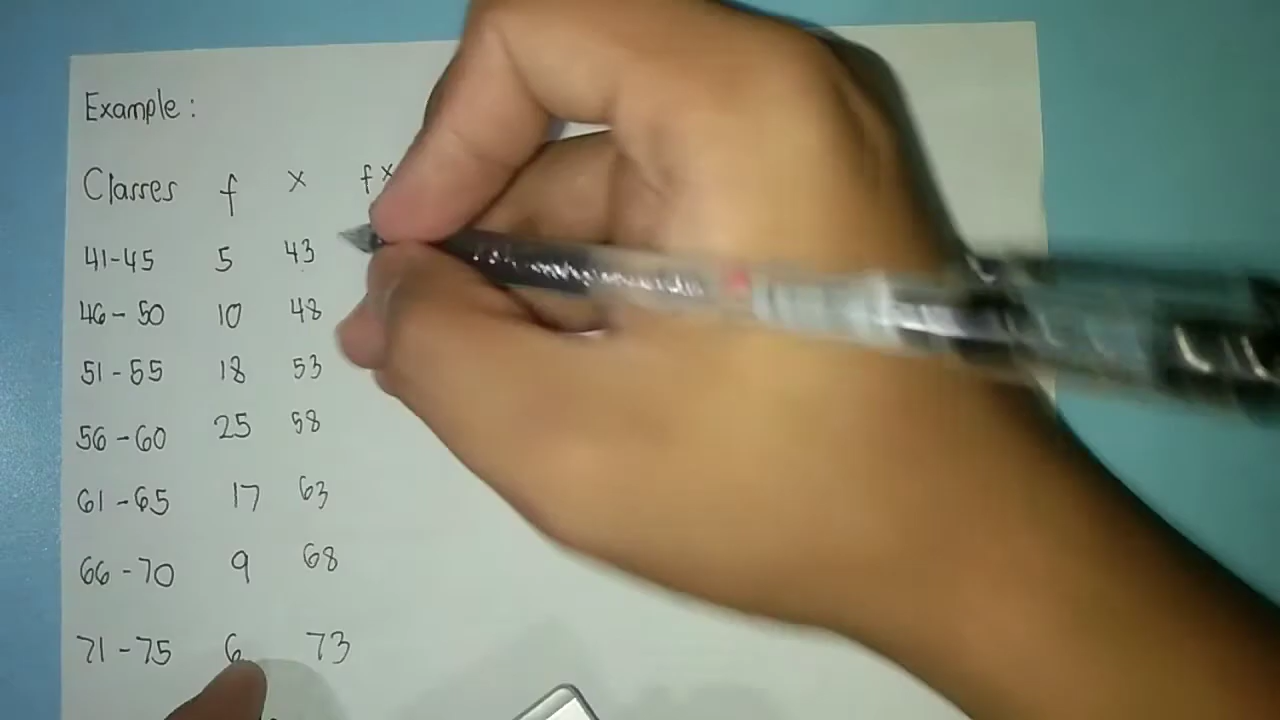 Example :
Classes f x fx
41-45 5 43
46-50 10 48
51-55 18 53
56-60 25 58
61-65 17 63
66-70 9 68
71-75 6 73